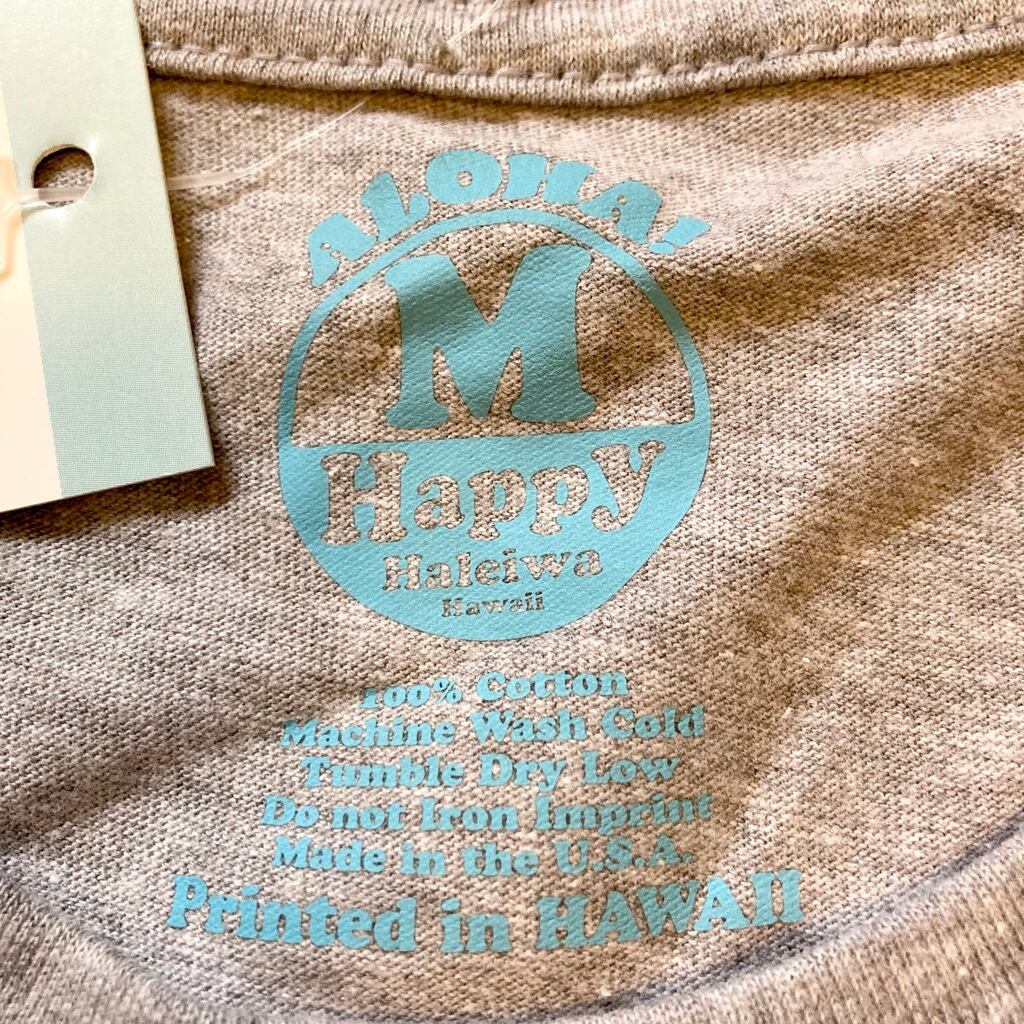 ALOHA!
M
Happy
Haleiwa
Hawaii
100% Cotton
Machine Wash Cold
Tumble Dry Low
Do not Iron Imprint
Made in the U.S.A.
Printed in HAWAII